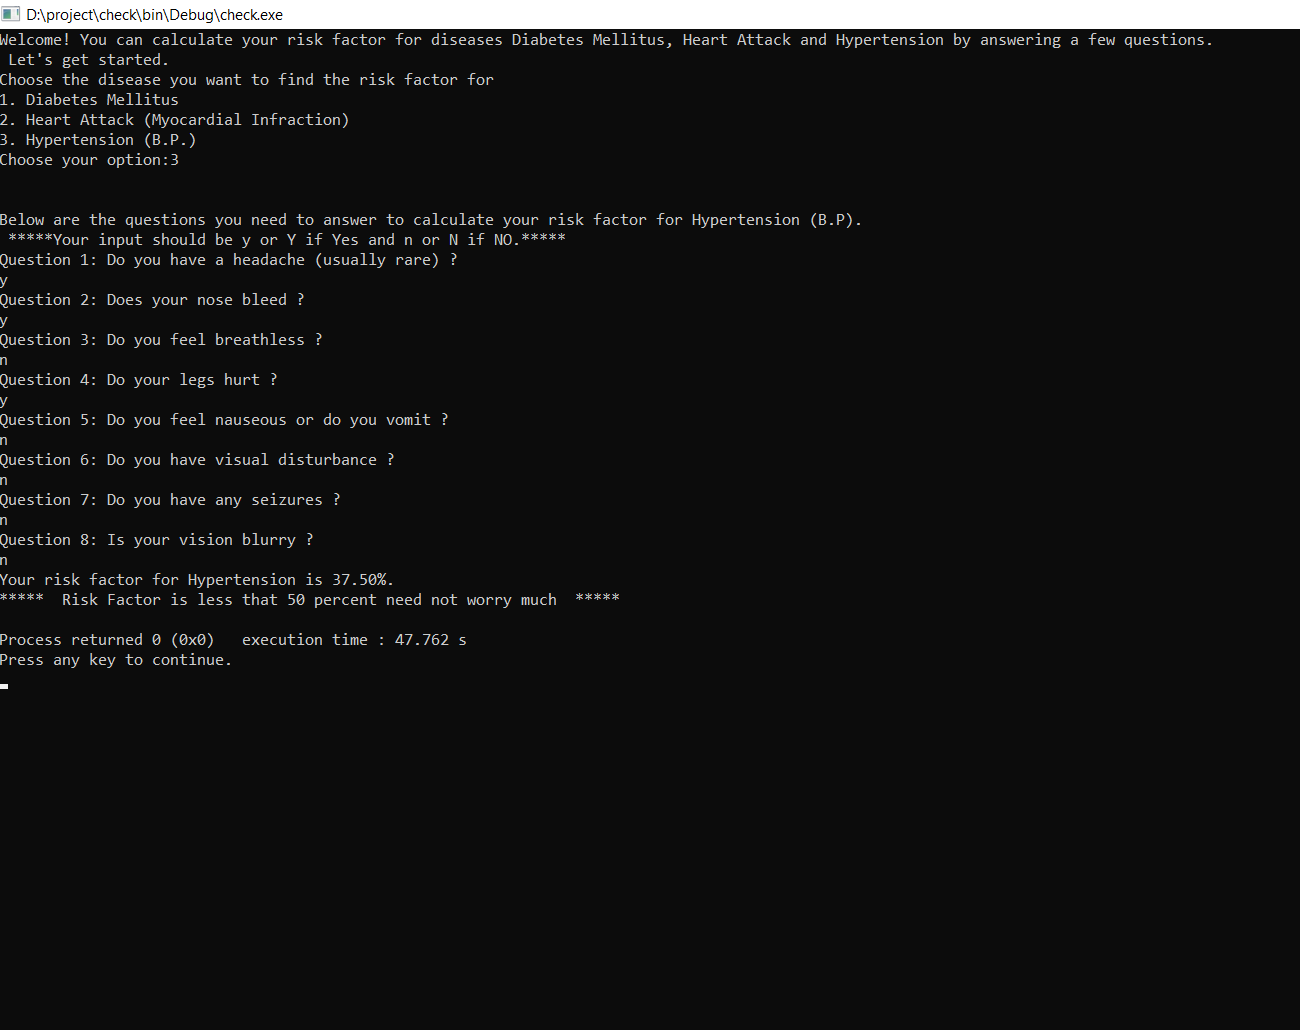 D:\project\check\bin\Debug\check.exe
Welcome! You can calculate your risk factor for diseases Diabetes Mellitus, Heart Attack and Hypertension by answering a few questions.
Let's get started.
Choose the disease you want to find the risk factor for
1. Diabetes Mellitus
2. Heart Attack (Myocardial Infraction)
3. Hypertension (B.P.)
Choose your option:3
Below are the questions you need to answer to calculate your risk factor for Hypertension (B.P).
*****Your input should be y or Y if Yes and n or N if NO.*****
Question 1: Do you have a headache (usually rare) ?
y
Question 2: Does your nose bleed ?
y
Question 3: Do you feel breathless ?
n
Question 4: Do your legs hurt ?
y
Question 5: Do you feel nauseous or do you vomit ?
n
Question 6: Do you have visual disturbance ?
n
Question 7: Do you have any seizures ?
n
Question 8: Is your vision blurry ?
n
Your risk factor for Hypertension is 37.50%.
*****  Risk Factor is less that 50 percent need not worry much  *****
Process returned 0 (0x0)   execution time : 47.762 s
Press any key to continue.